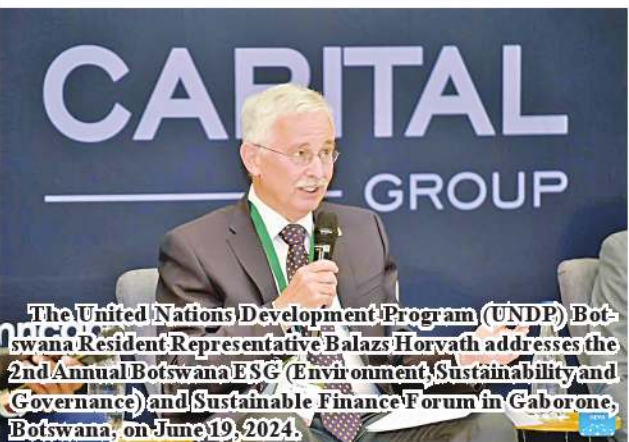 CAPITAL
GROUP
The United Nations Development Program (UNDP) Bot-
swana Resident Representative Balazs Horvath addresses the
2nd Annual Botswana ESG (Environment, Sustainability and
Governance) and Sustainable Finance Forum in Gaborone,
Botswana, on June 19, 2024.
NEWS